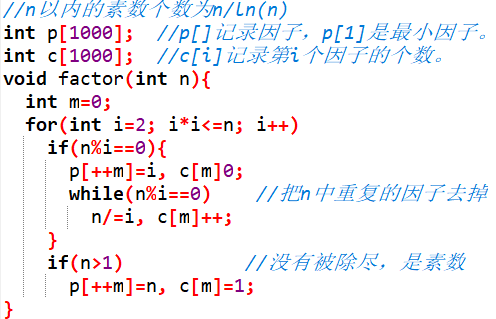 //n以内的素数个数为n/ln(n)
int p[1000];  //p[]记录因子，p[1]是最小因子。
int c[1000];  //c[i]记录第i个因子的个数。
void factor(int n){
  int m=0;
  for(int i=2; i*i<=n; i++)
    if(n%i==0){
      p[++m]=i, c[m]0;
      while(n%i==0)    //把n中重复的因子去掉
        n/=i, c[m]++;
    }
    if(n>1)          //没有被除尽，是素数
      p[++m]=n, c[m]=1;
}